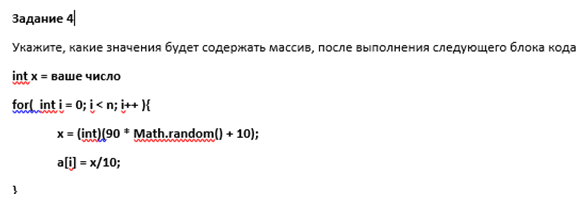 Задание 4
Укажите, какие значения будет содержать массив, после выполнения следующего блока кода
int x = ваше число
for( int i = 0; i < n; i++ ){
x = (int)(90 * Math.random() + 10);
a[i] = x/10;
}